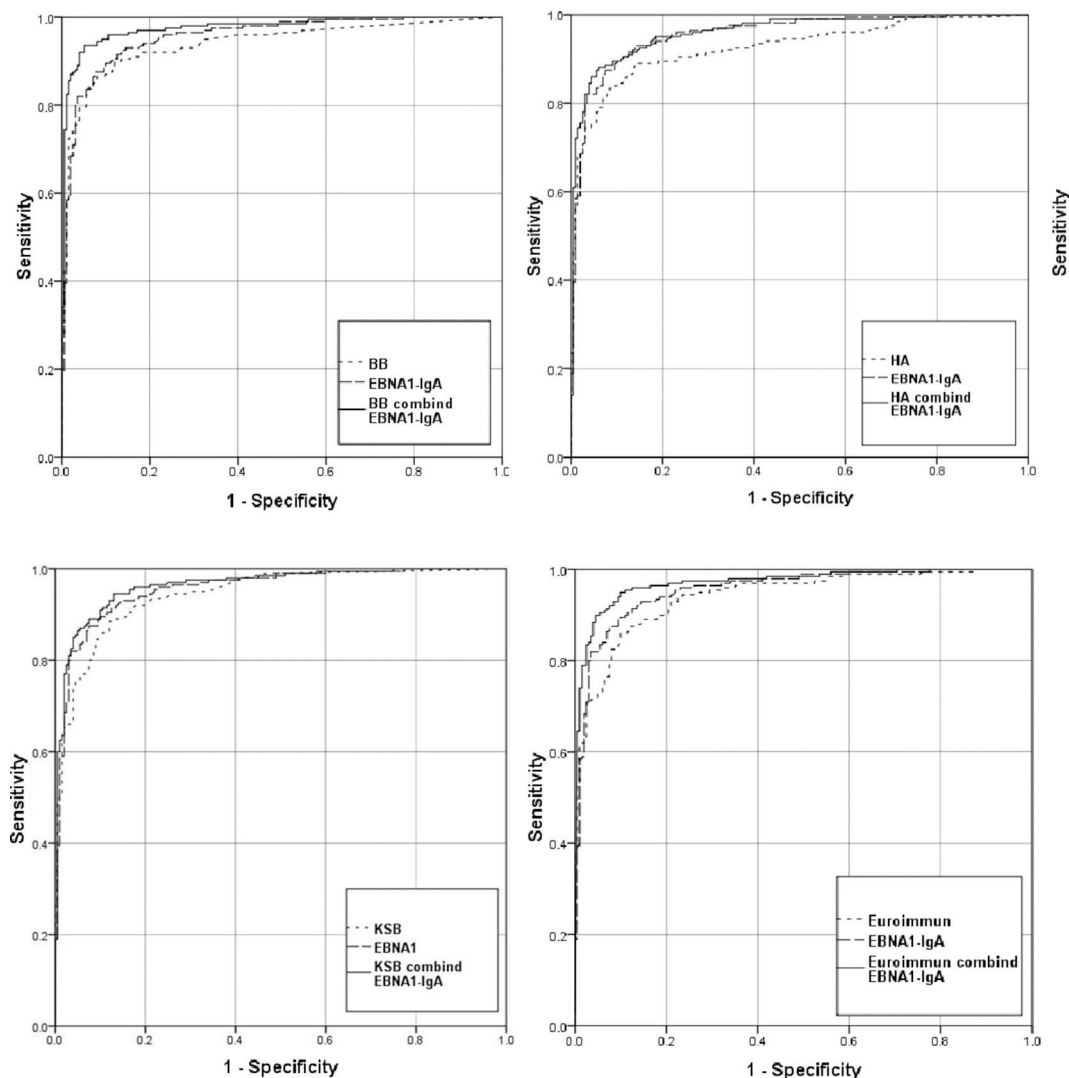 1.0
0.8
0.6
0.4
0.2
0.0
Sensitivity
BB
EBNA1-IgA
BB combind
EBNA1-IgA
0.0 0.2 0.4 0.6 0.8 1.0
1 - Specificity
1.0
0.8
0.6
0.4
0.2
0.0
Sensitivity
HA
EBNA1-IgA
HA combind
EBNA1-IgA
0.0 0.2 0.4 0.6 0.8 1.0
1 - Specificity
Sensitivity
1.0
0.8
0.6
0.4
0.2
0.0
Sensitivity
KSB
EBNA1
KSB combind
EBNA1-IgA
0.0 0.2 0.4 0.6 0.8 1.0
1 - Specificity
1.0
0.8
0.6
0.4
0.2
0.0
Sensitivity
Euroimmun
EBNA1-IgA
Euroimmun combind
EBNA1-IgA
0.0 0.2 0.4 0.6 0.8 1.0
1 - Specificity